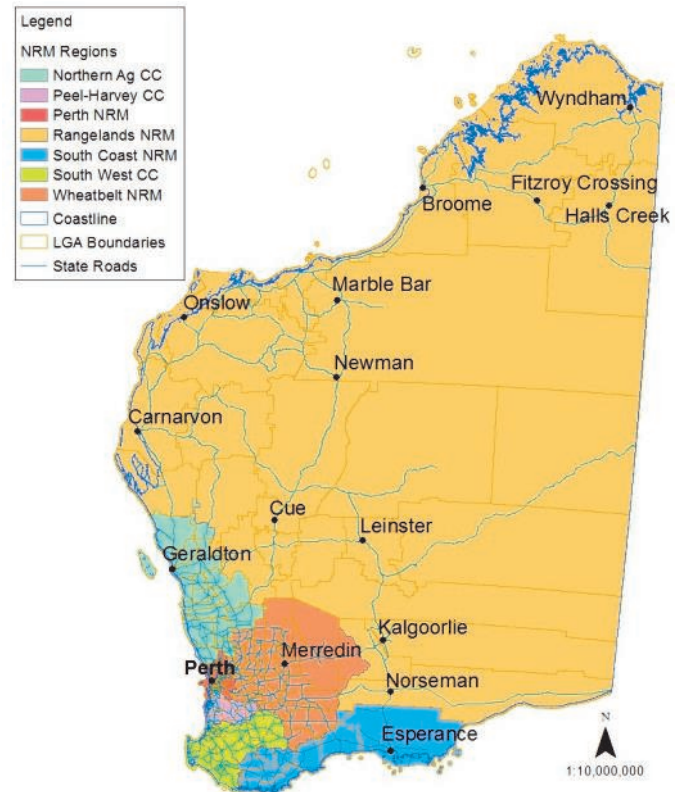 Legend
NRM Regions
Northern Ag CC
Peel-Harvey CC
Perth NRM
Rangelands NRM
South Coast NRM
South West CC
Wheatbelt NRM
Coastline
LGA Boundaries
State Roads
Wyndham
Fitzroy Crossing
Broome
Halls Creek
Marble Bar
Onslow
Newman
Carnarvon
Cue
Leinster
Geraldton
Kalgoorlie
Merredin
Perth
Norseman
Esperance
N
1:10,000,000